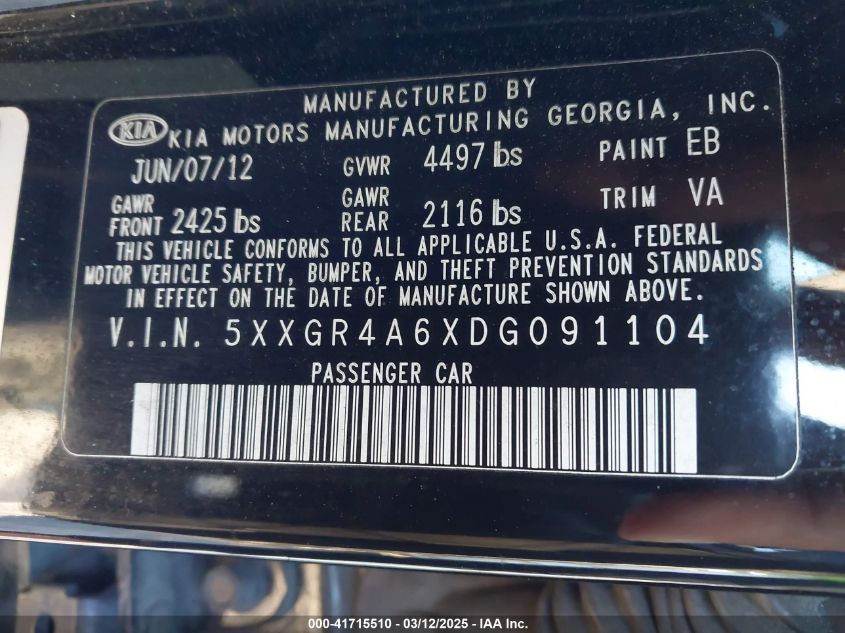 MANUFACTURED BY
KIA KIA MOTORS MANUFACTURING GEORGIA, INC.
JUN/07/12 GVWR 4497 lbs PAINT EB
GAWR FRONT 2425 lbs GAWR REAR 2116 lbs TRIM VA
THIS VEHICLE CONFORMS TO ALL APPLICABLE U.S.A. FEDERAL
MOTOR VEHICLE SAFETY, BUMPER, AND THEFT PREVENTION STANDARDS
IN EFFECT ON THE DATE OF MANUFACTURE SHOWN ABOVE.
V.I.N. 5XXGR4A6XDG091104
PASSENGER CAR
000-41715510 - 03/12/2025 - IAA Inc.